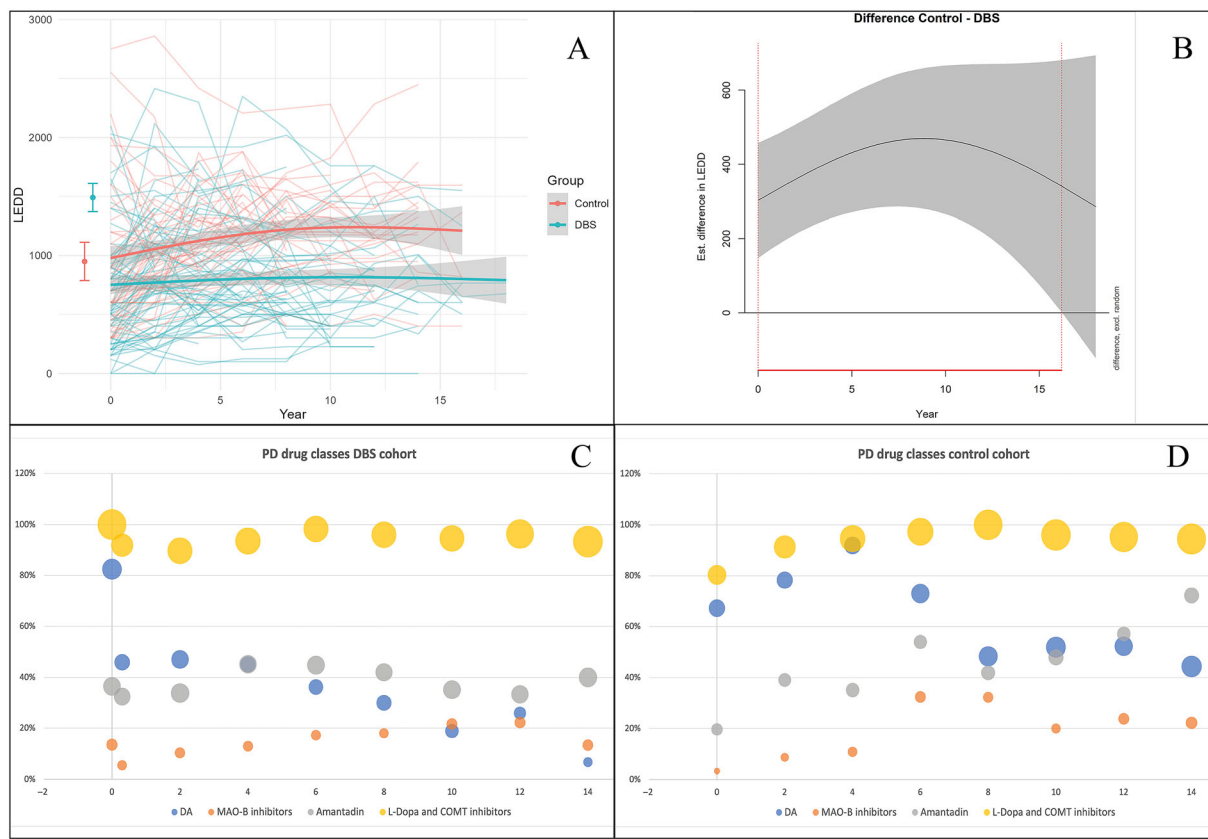 A
3000
2000
1000
0
LEDD
0
5
10
15
Year
Group
Control
DBS
Difference Control - DBS
B
600
400
200
0
Est. difference in LEDD
difference, excl. random
0
5
10
15
Year
PD drug classes DBS cohort
C
120%
100%
80%
60%
40%
20%
0%
−2 0 2 4 6 8 10 12 14
DA MAO-B inhibitors Amantadin L-Dopa and COMT inhibitors
PD drug classes control cohort
D
120%
100%
80%
60%
40%
20%
0%
−2 0 2 4 6 8 10 12 14
DA MAO-B inhibitors Amantadin L-Dopa and COMT inhibitors